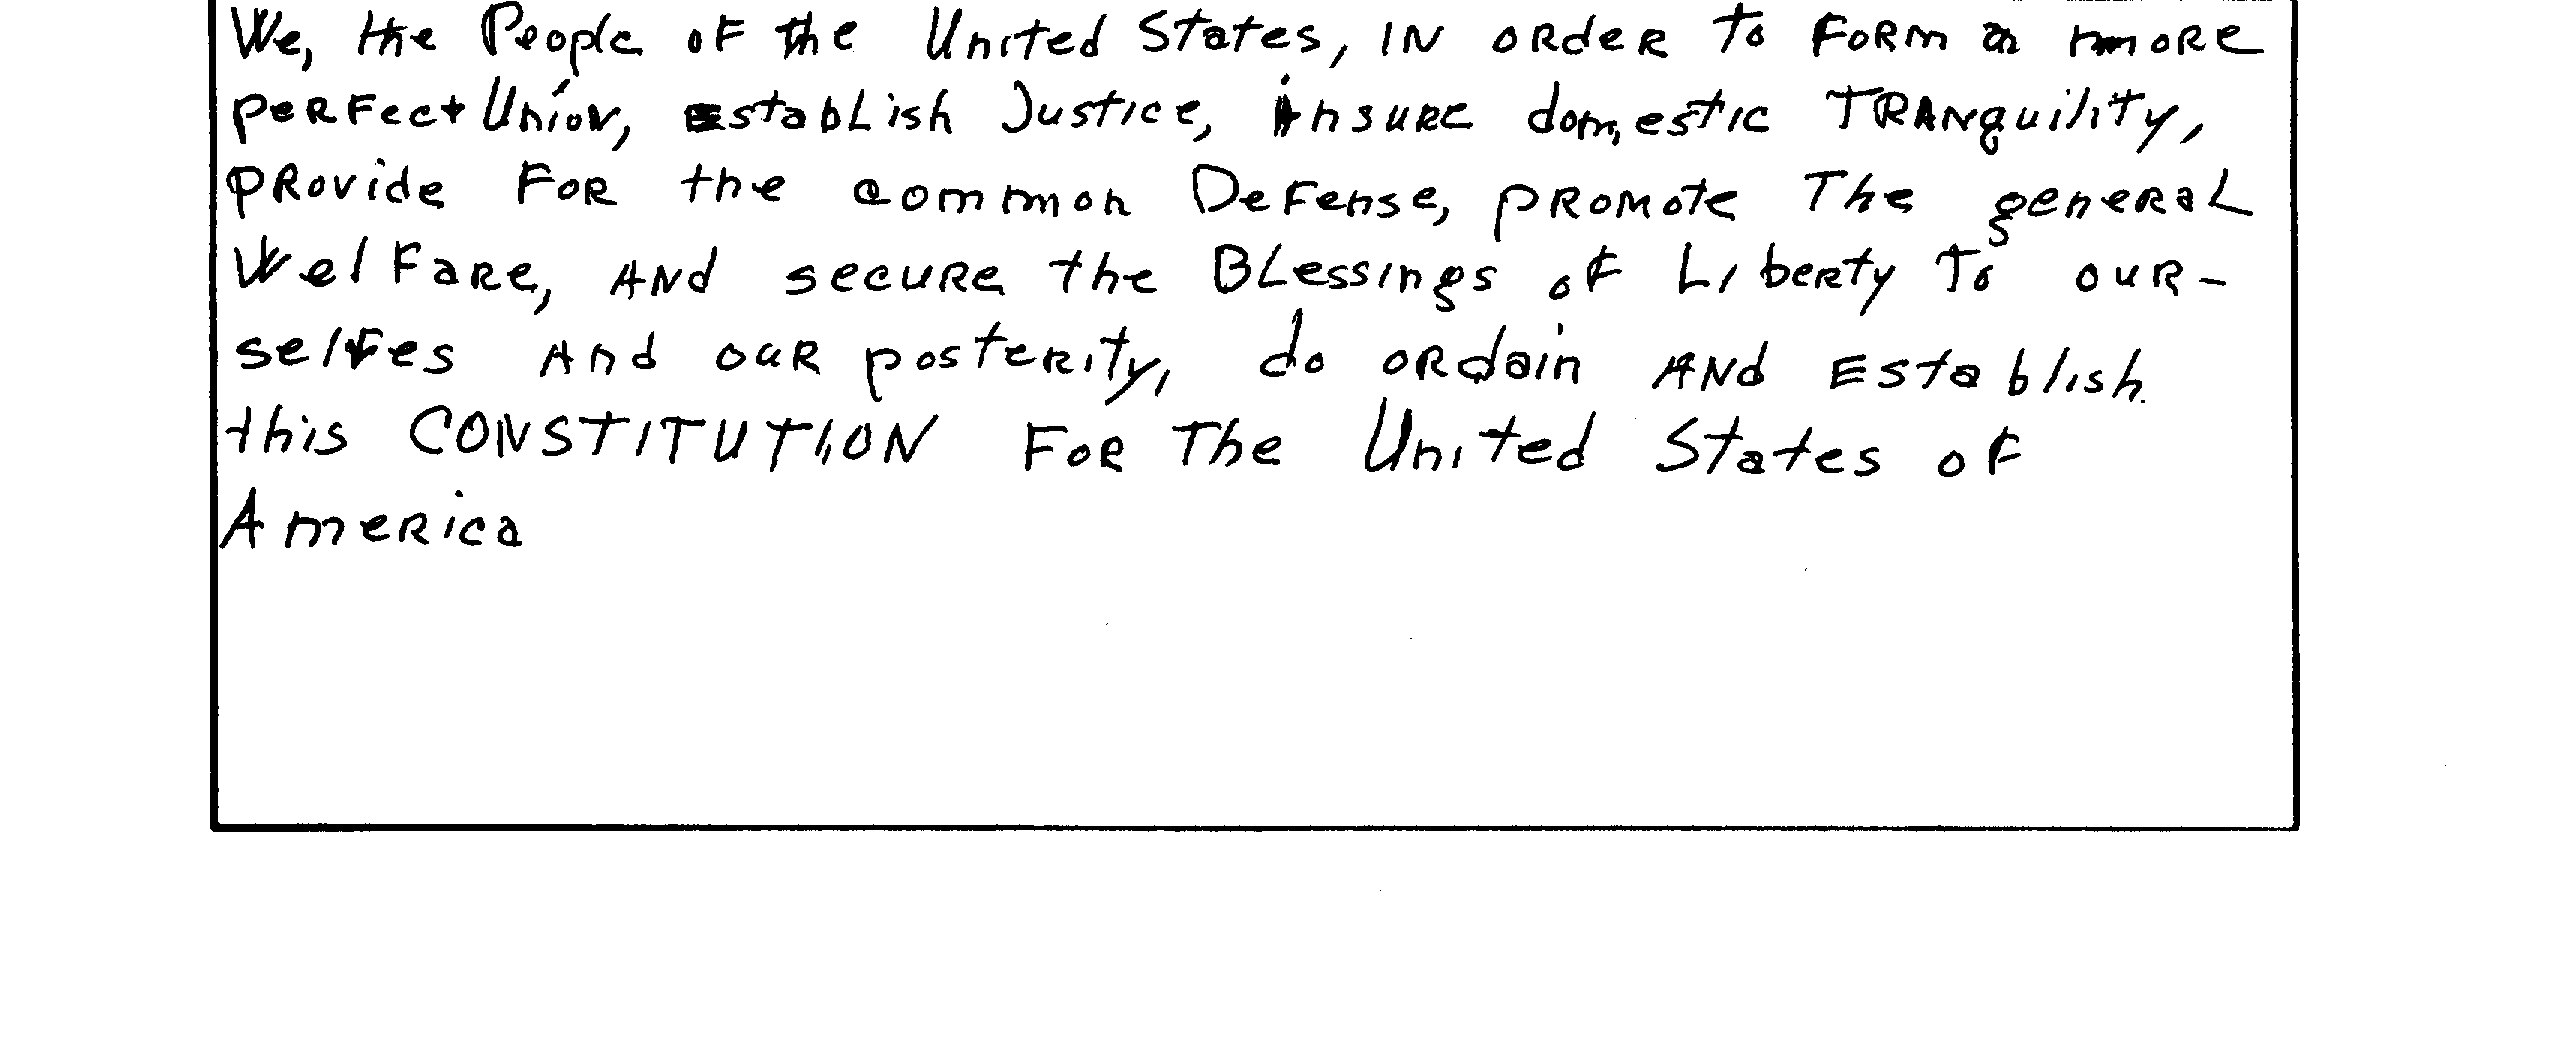 We, the People of the United States, IN ORdeR To FoRm a moRe
peRFect Union, Establish Justice, insuRe domestic TRANquility,
pRovide FoR the common DeFense, pRomote The geneRaL
WelFaRe, ANd secuRe the BLessings of LibeRty To ouR-
selfes And ouR posteRity, do oRdain ANd Establish
this CONSTITUTION FoR The United States of
AmeRica